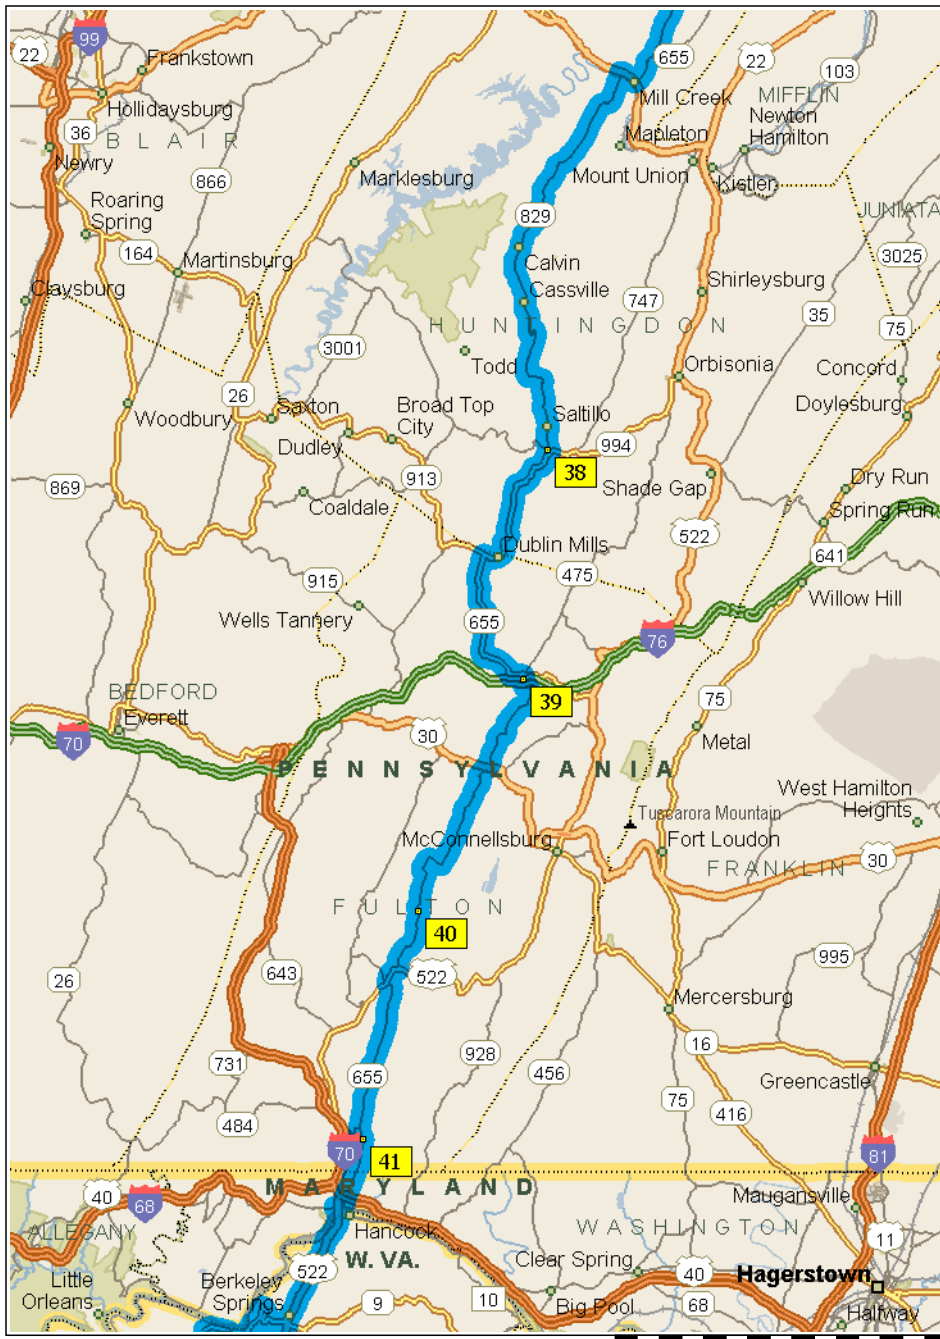 99
22
655
22
Frankstown
103
Mill Creek
MIFFLIN
Hollidaysburg
Newton
Hamilton
36
Mapleton
BLAIR
Newry
Mount Union
Marklesburg
866
Kistler
Roaring
Spring
829
JUNIATA
164
Martinsburg
Calvin
3025
Claysburg
Cassville
Shirleysburg
747
35
HUNTINGDON
75
3001
Todd
Orbisonia
Concord
26
Woodbury
Saxton
Broad Top
City
Saltillo
Doylesburg
Dudley
994
38
913
869
Shade Gap
Dry Run
Coaldale
Spring Run
522
Dublin Mills
641
915
475
Willow Hill
Wells Tannery
655
76
BEDFORD
39
75
Everett
70
30
Metal
PENNSYLVANIA
West Hamilton
Heights
Tuscarora Mountain
McConnellsburg
Fort Loudon
30
FRANKLIN
FULTON
40
995
643
522
26
Mercersburg
16
928
731
456
655
Greencastle
75
416
484
70
41
81
MARYLAND
40
68
Maugansville
ALLEGANY
Hancock
WASHINGTON
11
W. VA.
Clear Spring
522
40
Hagerstown
Little
Orleans
Berkeley
Springs
9
10
Big Pool
68
Halfway